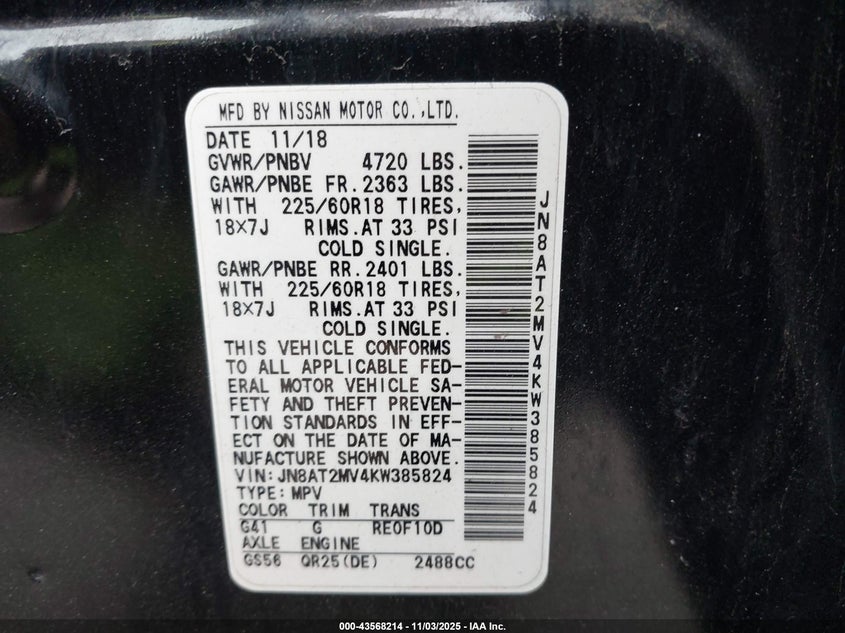 MFD BY NISSAN MOTOR CO.,LTD.
DATE 11/18
GVWR/PNBV 4720 LBS.
GAWR/PNBE FR.2363 LBS.
WITH 225/60R18 TIRES,
18×7J RIMS.AT 33 PSI
COLD SINGLE.
GAWR/PNBE RR.2401 LBS.
WITH 225/60R18 TIRES,
18×7J RIMS.AT 33 PSI
COLD SINGLE.
THIS VEHICLE CONFORMS
TO ALL APPLICABLE FED-
ERAL MOTOR VEHICLE SA-
FETY AND THEFT PREVEN-
TION STANDARDS IN EFF-
ECT ON THE DATE OF MA-
NUFACTURE SHOWN ABOVE.
VIN:JN8AT2MV4KW385824
TYPE:MPV
COLOR TRIM TRANS
G41 G RE0F10D
AXLE ENGINE
GS56 QR25(DE) 2488CC
JN8AT2MV4KW385824
000-43568214 - 11/03/2025 - IAA Inc.